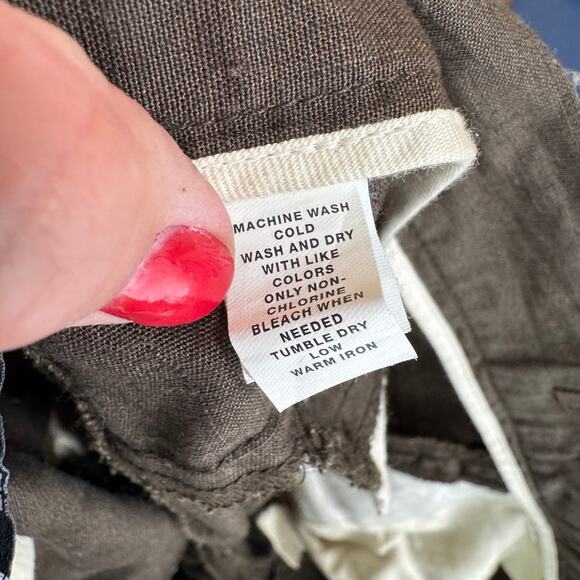 MACHINE WASH
COLD
WASH AND DRY
WITH LIKE
COLORS
ONLY NON-
CHLORINE
BLEACH WHEN
NEEDED
TUMBLE DRY
LOW
WARM IRON